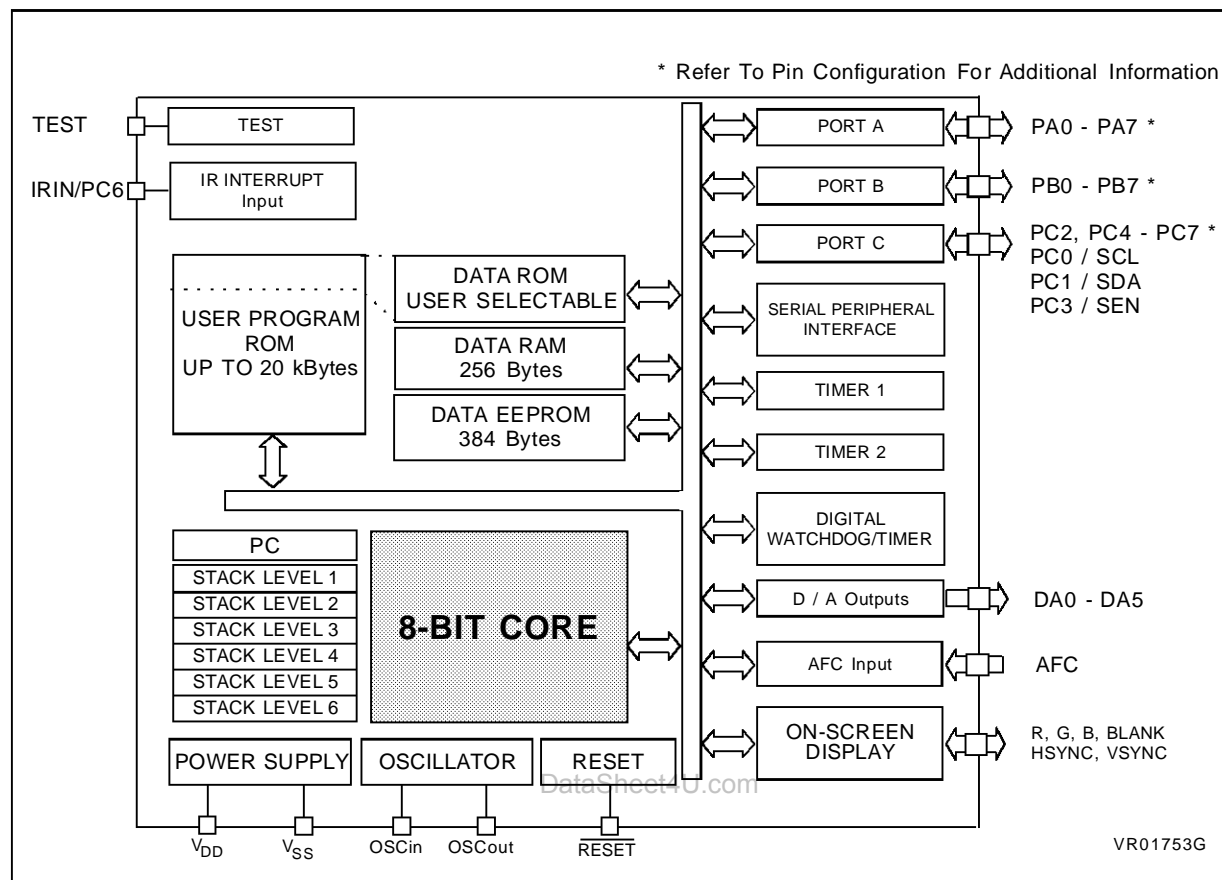 * Refer To Pin Configuration For Additional Information
TEST
TEST
IRIN/PC6
IR INTERRUPT
Input
USER PROGRAM
ROM
UP TO 20 kBytes
DATA ROM
USER SELECTABLE
DATA RAM
256 Bytes
DATA EEPROM
384 Bytes
PC
STACK LEVEL 1
STACK LEVEL 2
STACK LEVEL 3
STACK LEVEL 4
STACK LEVEL 5
STACK LEVEL 6
8-BIT CORE
POWER SUPPLY
OSCILLATOR
RESET
DataSheet4U.com
VDD
VSS
OSCin
OSCout
RESET
PORT A
PA0 - PA7 *
PORT B
PB0 - PB7 *
PORT C
PC2, PC4 - PC7 *
PC0 / SCL
PC1 / SDA
PC3 / SEN
SERIAL PERIPHERAL
INTERFACE
TIMER 1
TIMER 2
DIGITAL
WATCHDOG/TIMER
D / A Outputs
DA0 - DA5
AFC Input
AFC
ON-SCREEN
DISPLAY
R, G, B, BLANK
HSYNC, VSYNC
VR01753G